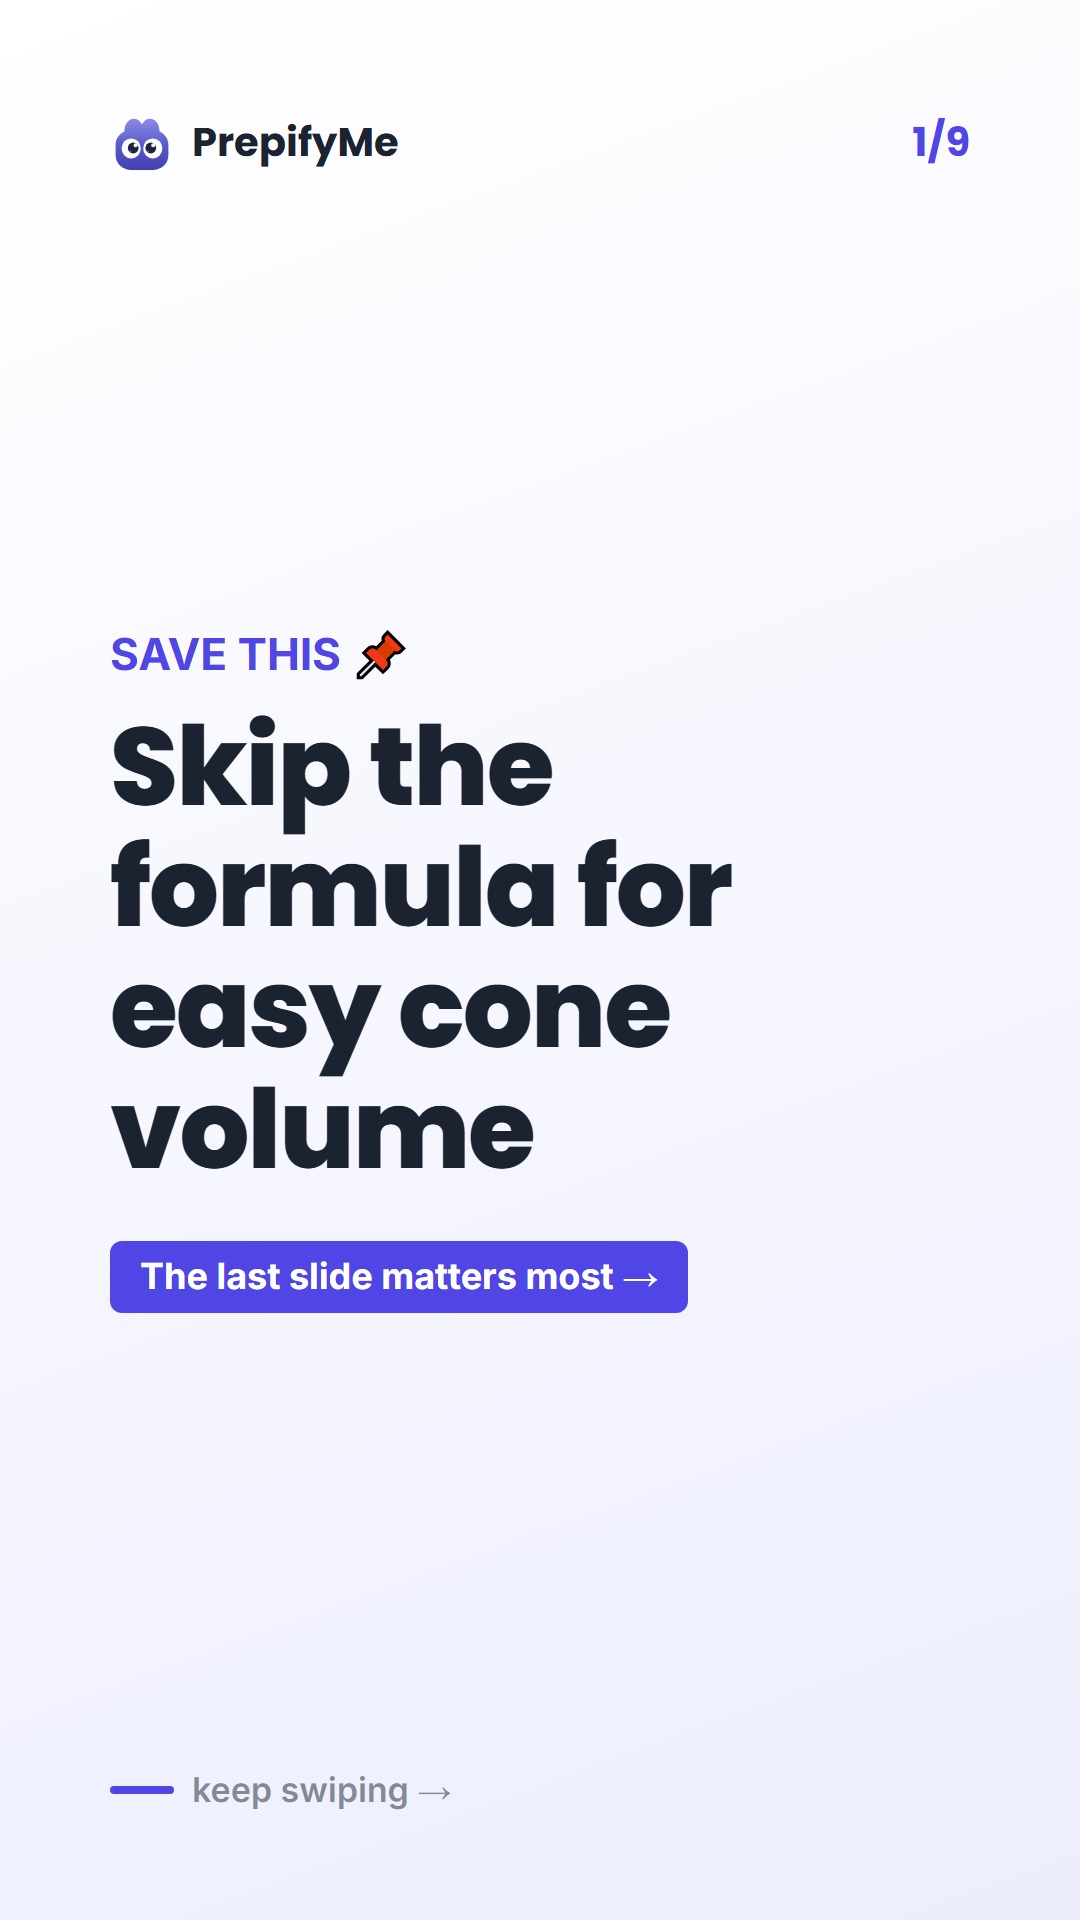 PrepifyMe
1/9
SAVE THIS 📌
Skip the
formula for
easy cone
volume
The last slide matters most →
keep swiping →